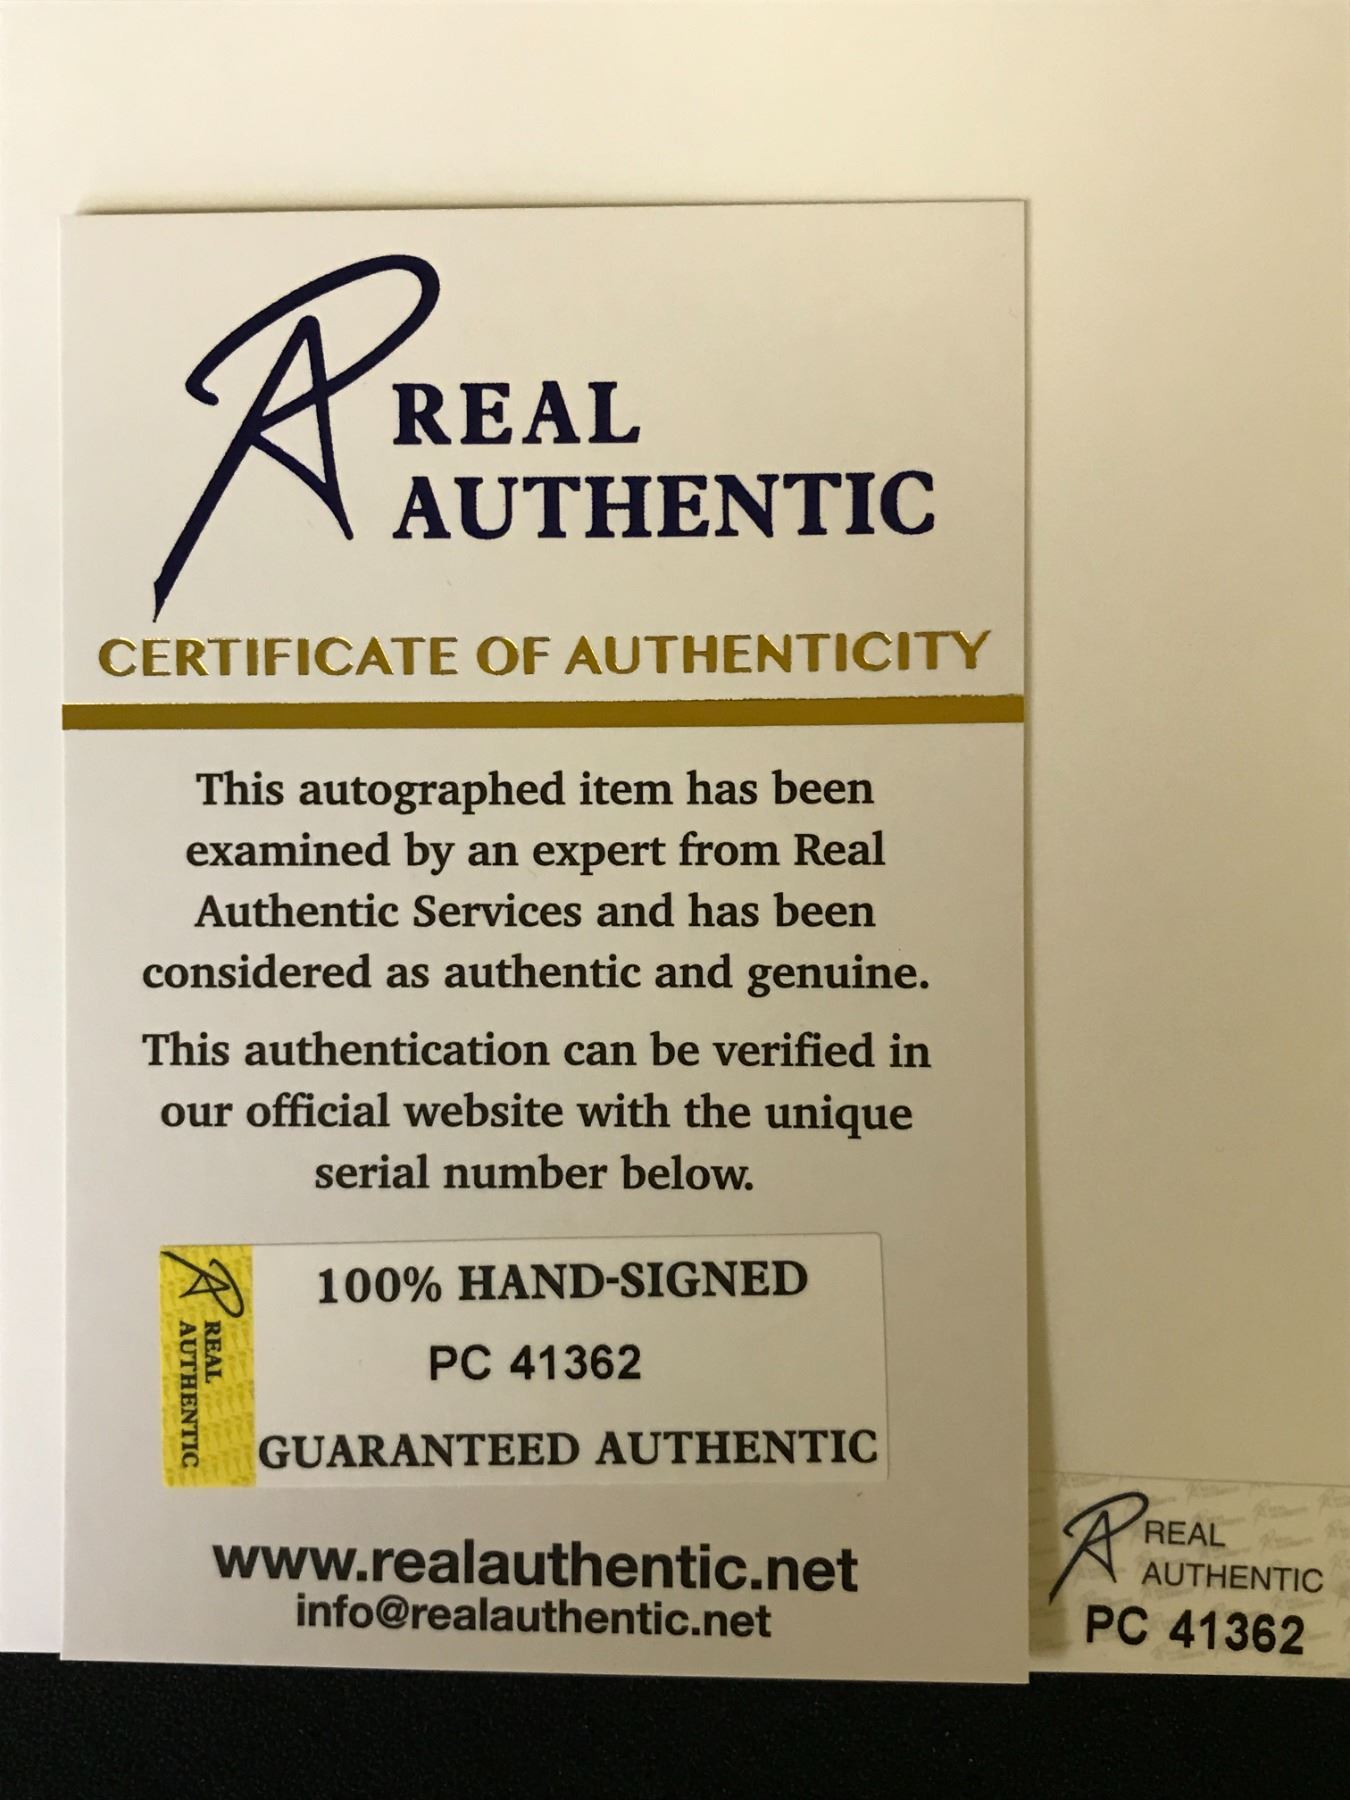 REAL
AUTHENTIC
CERTIFICATE OF AUTHENTICITY
This autographed item has been
examined by an expert from Real
Authentic Services and has been
considered as authentic and genuine.
This authentication can be verified in
our official website with the unique
serial number below.
REAL
AUTHENTIC
100% HAND-SIGNED
PC 41362
GUARANTEED AUTHENTIC
www.realauthentic.net
info@realauthentic.net
REAL
AUTHENTIC
PC 41362